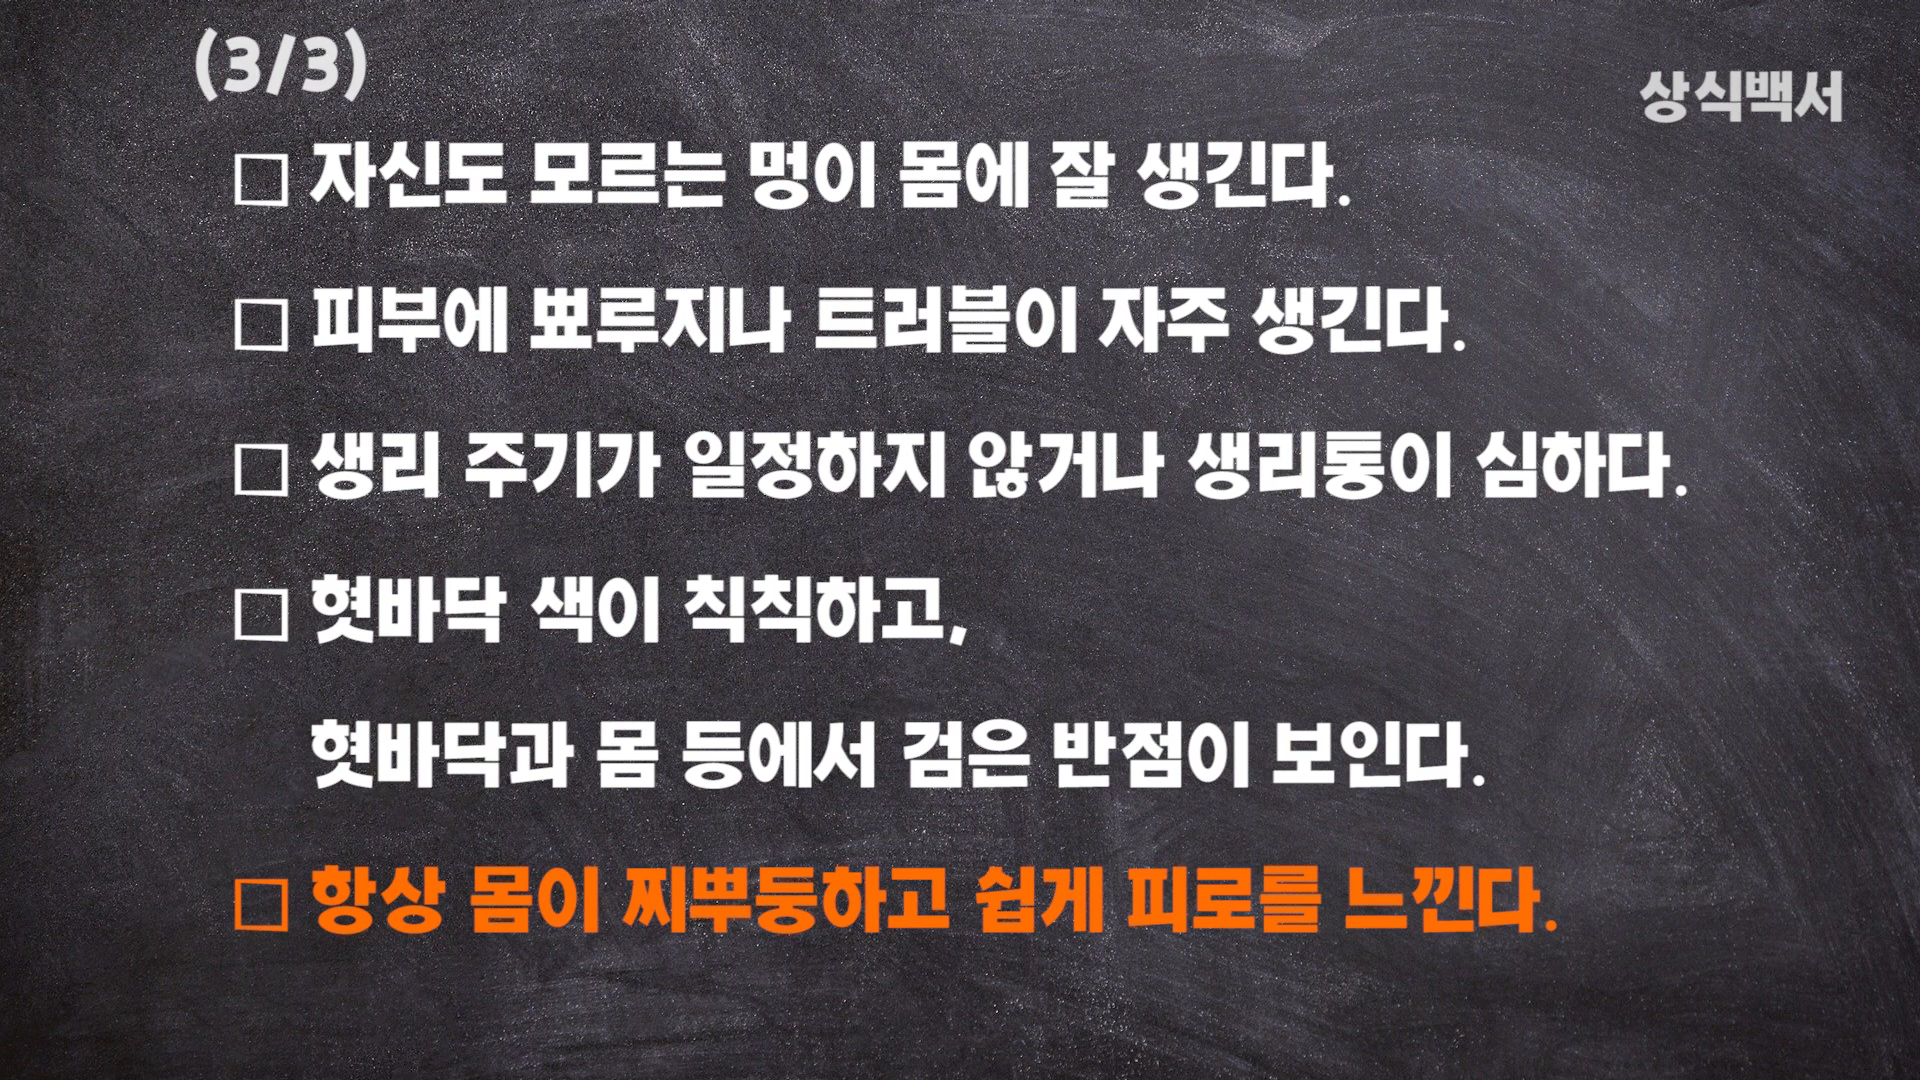 (3/3)
상식백서
□ 자신도 모르는 멍이 몸에 잘 생긴다.
□ 피부에 뾰루지나 트러블이 자주 생긴다.
□ 생리 주기가 일정하지 않거나 생리통이 심하다.
□ 혓바닥 색이 칙칙하고,
혓바닥과 몸 등에서 검은 반점이 보인다.
□ 항상 몸이 찌뿌둥하고 쉽게 피로를 느낀다.